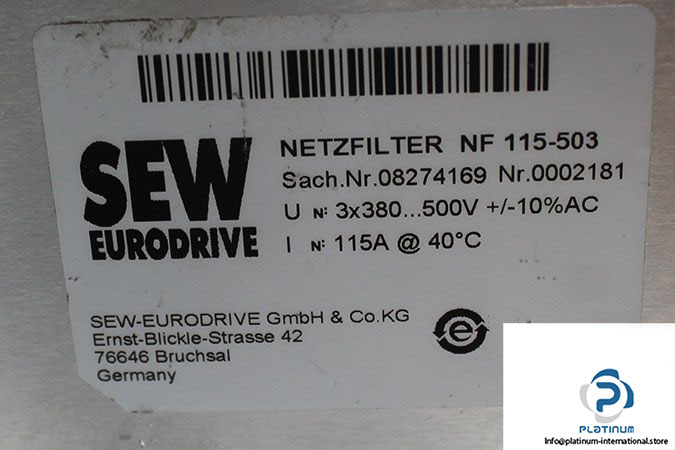 SEW
EURODRIVE
NETZFILTER NF 115-503
Sach.Nr.08274169 Nr.0002181
U N: 3x380...500V +/-10%AC
I N: 115A @ 40°C
SEW-EURODRIVE GmbH & Co.KG
Ernst-Blickle-Strasse 42
76646 Bruchsal
Germany
e
PLATINUM
Info@platinum-international.store